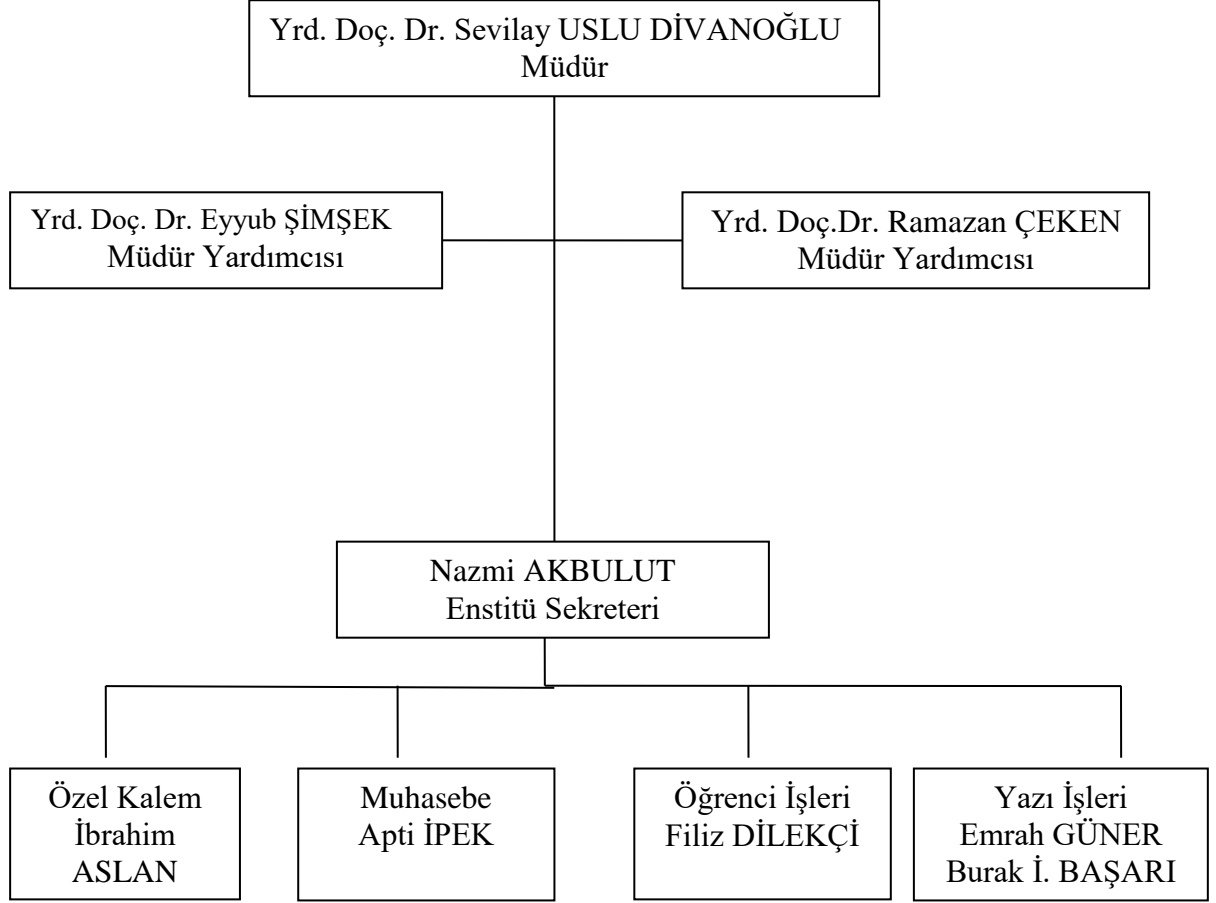 Yrd. Doç. Dr. Sevilay USLU DİVANOĞLU
Müdür
Yrd. Doç. Dr. Eyyub ŞİMŞEK
Müdür Yardımcısı
Yrd. Doç.Dr. Ramazan ÇEKEN
Müdür Yardımcısı
Nazmi AKBULUT
Enstitü Sekreteri
Özel Kalem
İbrahim
ASLAN
Muhasebe
Apti İPEK
Öğrenci İşleri
Filiz DİLEKÇİ
Yazı İşleri
Emrah GÜNER
Burak İ. BAŞARI